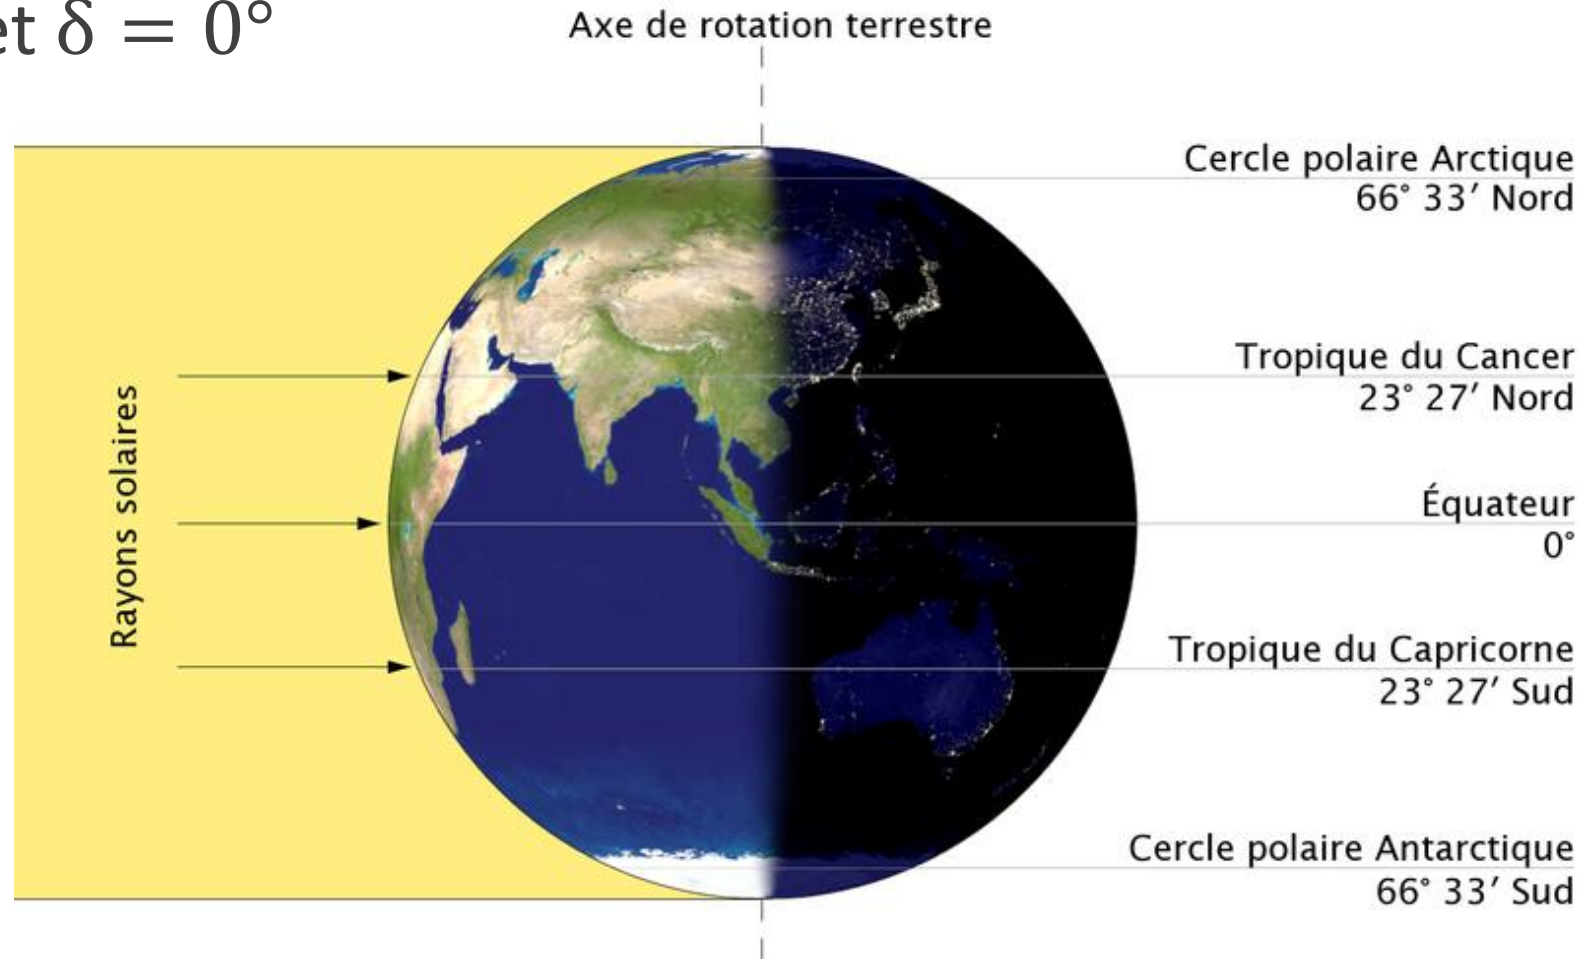 et δ = 0°
Axe de rotation terrestre
Cercle polaire Arctique
66° 33′ Nord
Tropique du Cancer
23° 27′ Nord
Rayons solaires
Équateur
0°
Tropique du Capricorne
23° 27′ Sud
Cercle polaire Antarctique
66° 33′ Sud